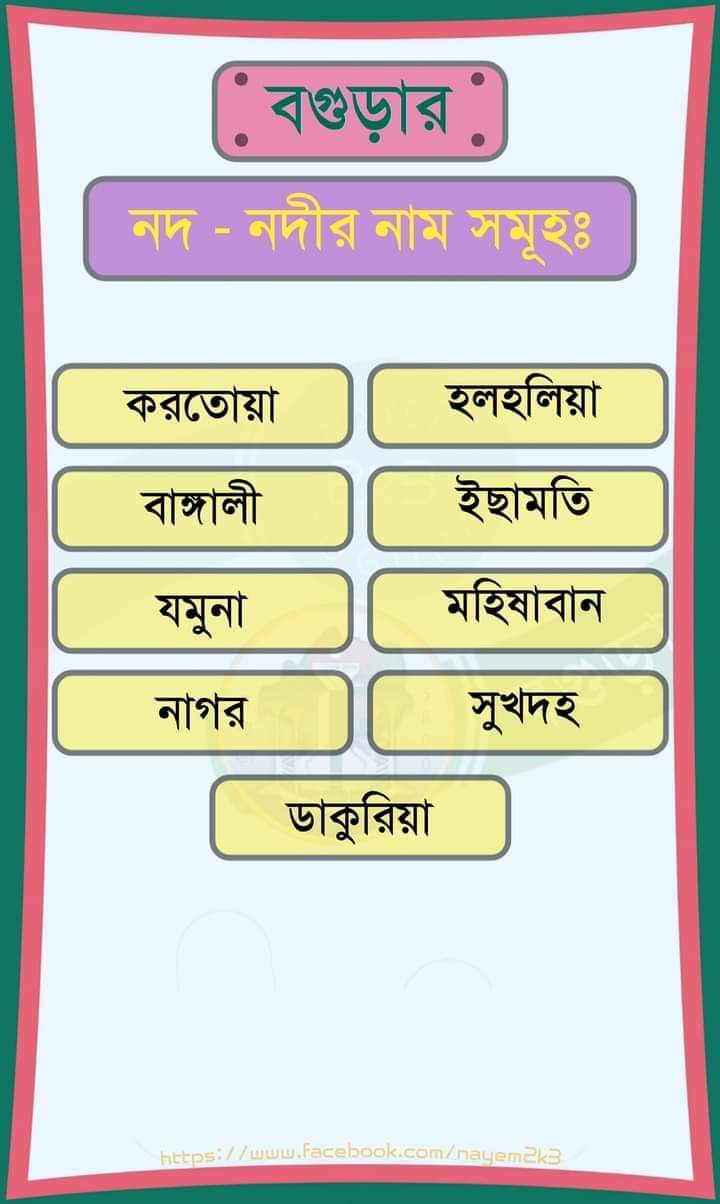 বগুড়ার
নদ - নদীর নাম সমূহঃ
করতোয়া হলহলিয়া
বাঙ্গালী ইছামতি
যমুনা মহিষাবান
নাগর সুখদহ
ডাকুরিয়া
https://www.facebook.com/nayem2k3